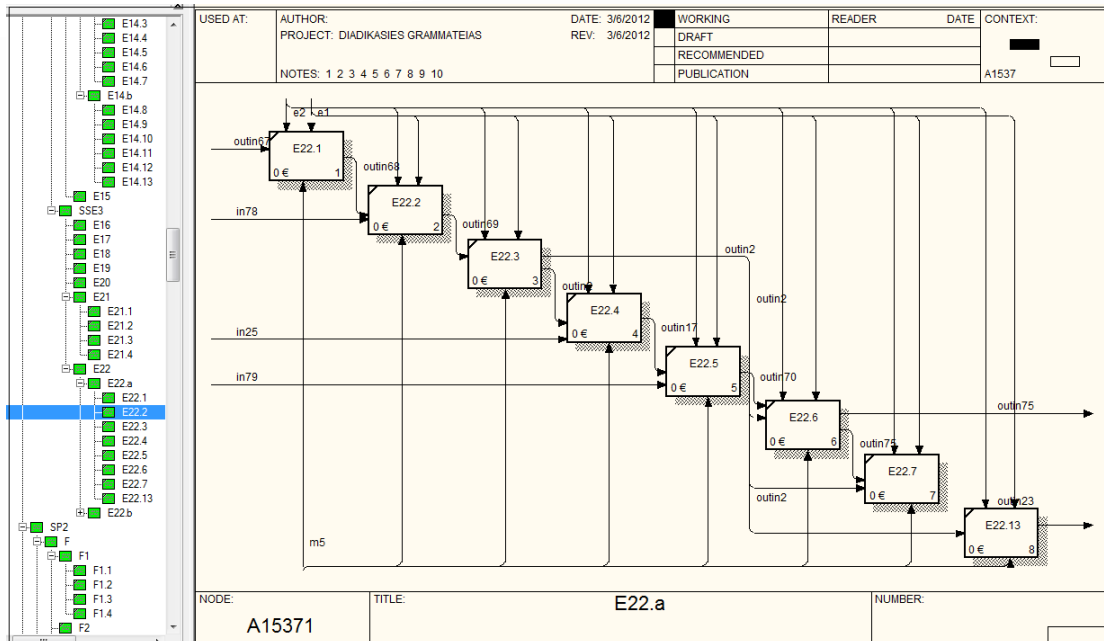 E14.3
E14.4
E14.5
E14.6
E14.7
E14.b
E14.8
E14.9
E14.10
E14.11
E14.12
E14.13
E15
SSE3
E16
E17
E18
E19
E20
E21
E21.1
E21.2
E21.3
E21.4
E22
E22.a
E22.1
E22.2
E22.3
E22.4
E22.5
E22.6
E22.7
E22.13
E22.b
SP2
F
F1
F1.1
F1.2
F1.3
F1.4
F2
USED AT:
AUTHOR:
DATE: 3/6/2012
PROJECT: DIADIKASIES GRAMMATEIAS
REV: 3/6/2012
NOTES: 1 2 3 4 5 6 7 8 9 10
WORKING
DRAFT
RECOMMENDED
PUBLICATION
READER
DATE
CONTEXT:
A1537
e2
e1
outin67
E22.1
0 €
1
outin68
E22.2
0 €
2
in78
outin69
E22.3
0 €
3
outin2
E22.4
0 €
4
outin2
in25
outin17
E22.5
0 €
5
in79
outin70
E22.6
0 €
6
outin75
outin75
E22.7
0 €
7
outin2
outin23
E22.13
0 €
8
m5
NODE:
A15371
TITLE:
E22.a
NUMBER: